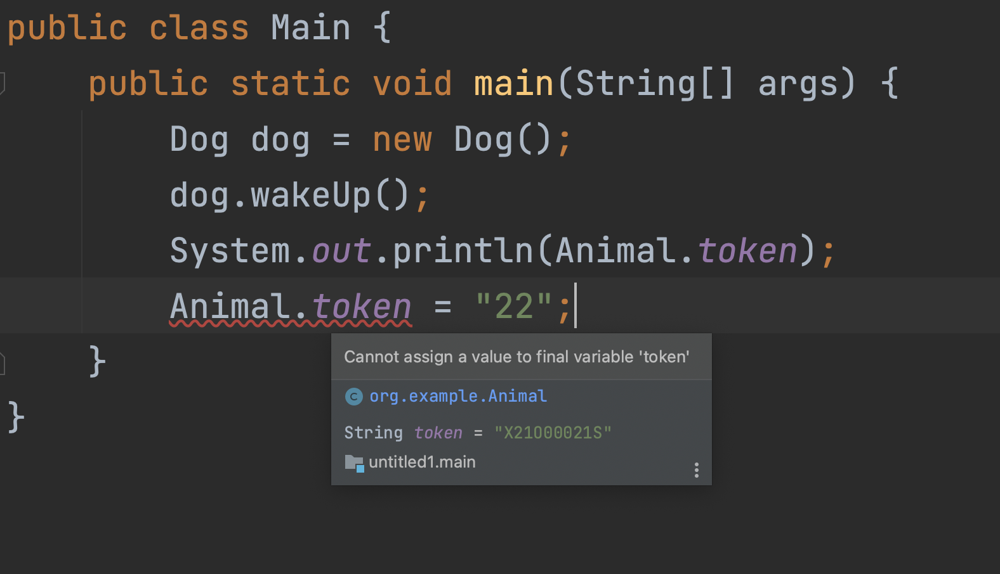 public class Main {
public static void main(String[] args) {
Dog dog = new Dog();
dog.wakeUp();
System.out.println(Animal.token);
Animal.token = "22";
}
}
Cannot assign a value to final variable 'token'
C org.example.Animal
String token = "X21000021S"
untitled1.main